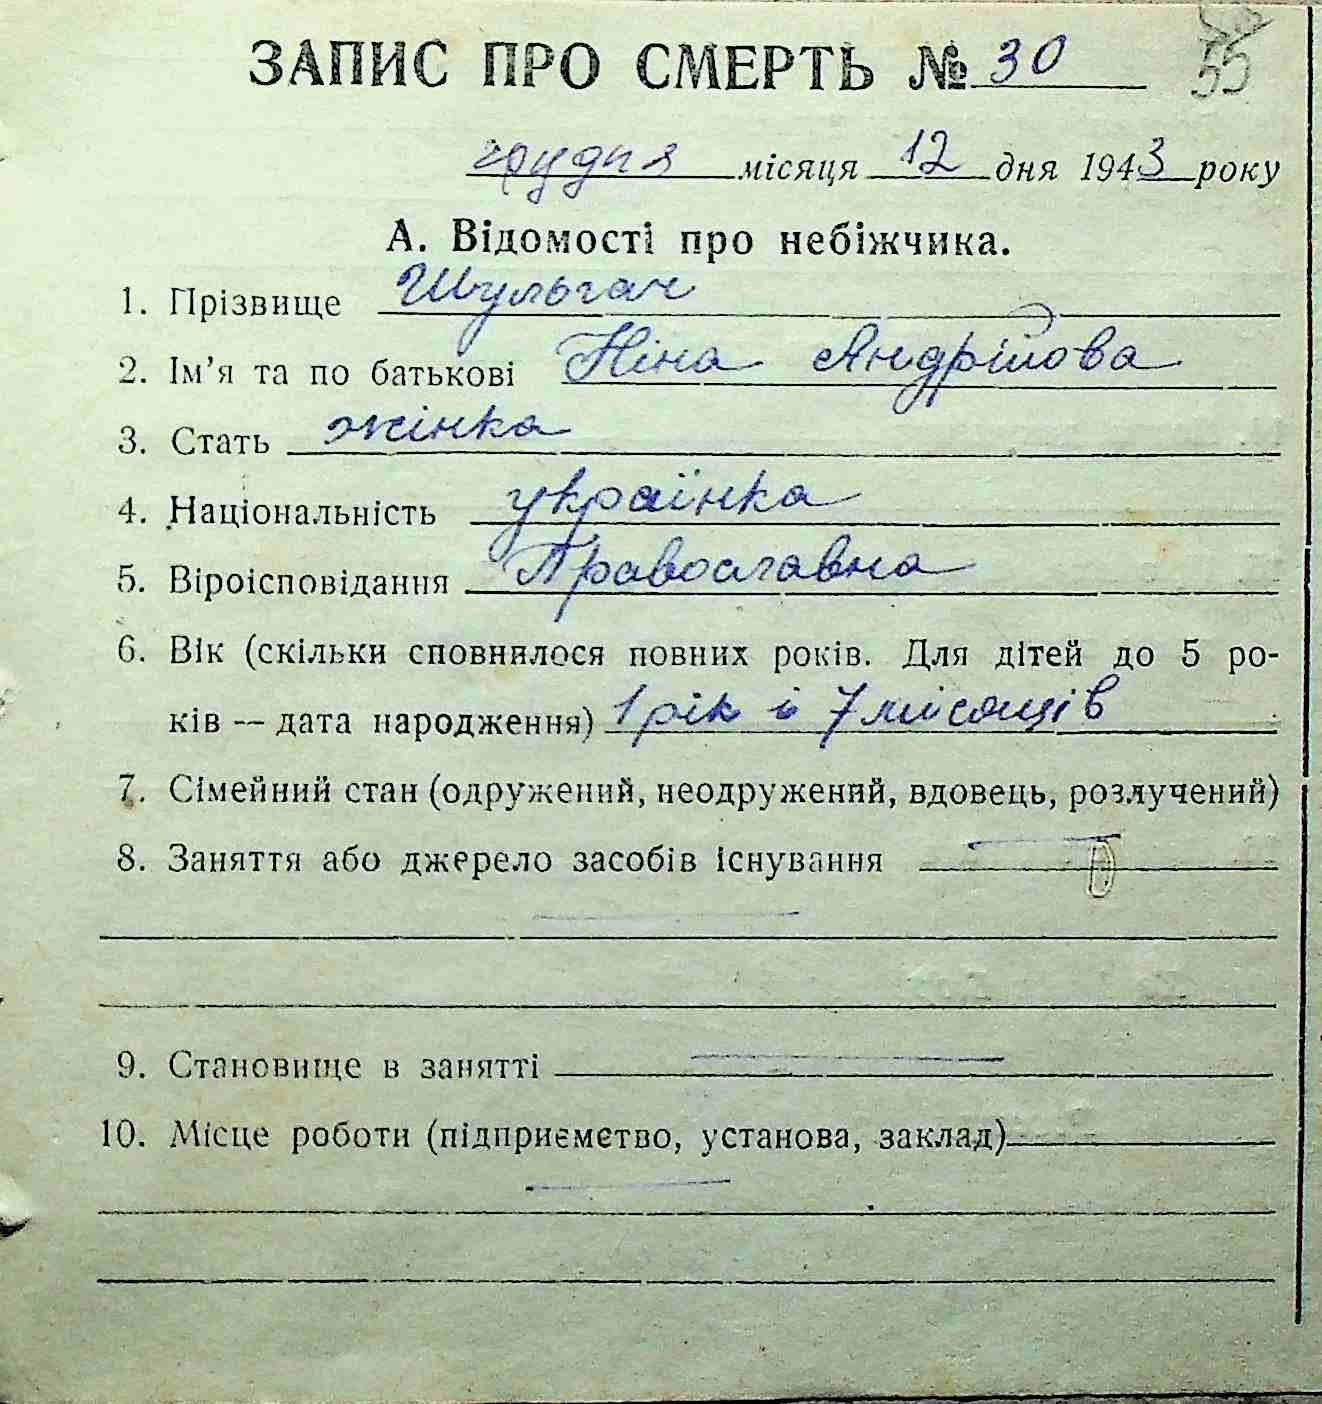 ЗАПИС ПРО СМЕРТЬ № 30 55
грудня місяця 12 дня 1943 року
А. Відомості про небіжчика.
1. Прізвище Шульгач
2. Ім'я та по батькові Ніна Андрійова
3. Стать жінка
4. Національність українка
5. Віроісповідання Православна
6. Вік (скільки сповнилося повних років. Для дітей до 5 ро-
ків — дата народження) 1 рік і 7 місяців
7. Сімейний стан (одружений, неодружений, вдовець, розлучений)
8. Заняття або джерело засобів існування
9. Становище в занятті
10. Місце роботи (підприємство, установа, заклад)